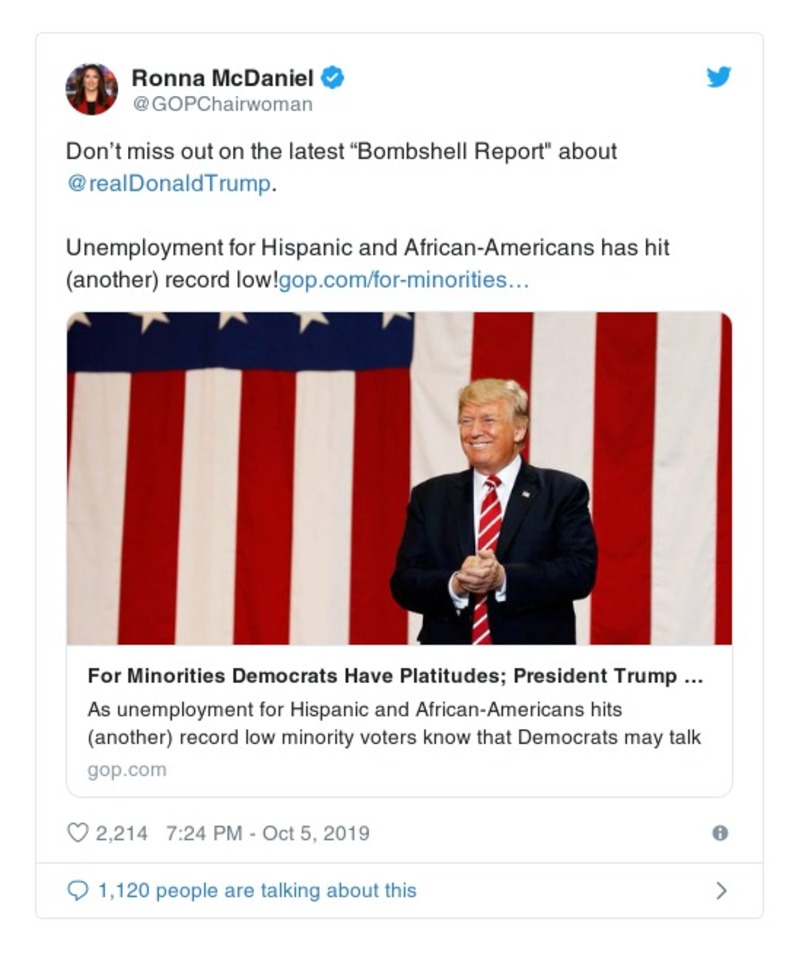 Ronna McDaniel
@GOPChairwoman
Don’t miss out on the latest “Bombshell Report" about
@realDonaldTrump.
Unemployment for Hispanic and African-Americans has hit
(another) record low!gop.com/for-minorities…
For Minorities Democrats Have Platitudes; President Trump ...
As unemployment for Hispanic and African-Americans hits
(another) record low minority voters know that Democrats may talk
gop.com
2,214 7:24 PM - Oct 5, 2019
1,120 people are talking about this